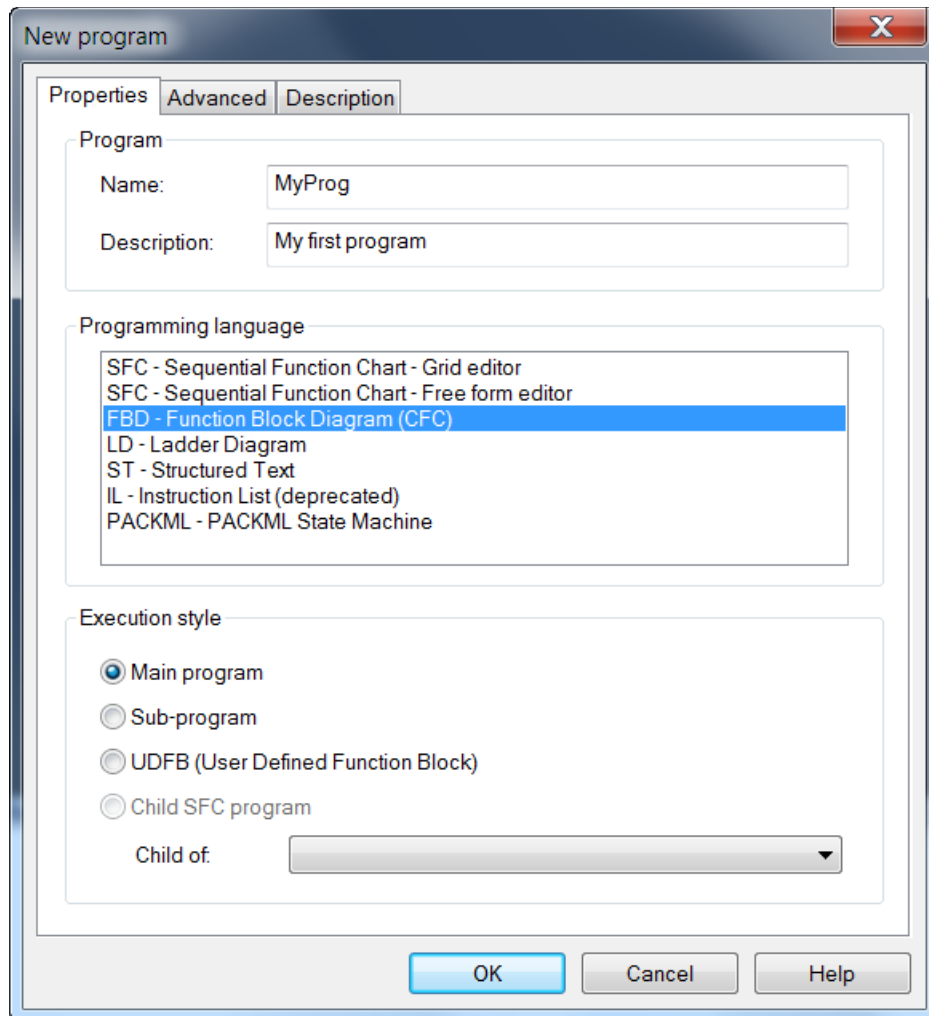 New program
Properties Advanced Description
Program
Name: MyProg
Description: My first program
Programming language
SFC - Sequential Function Chart - Grid editor
SFC - Sequential Function Chart - Free form editor
FBD - Function Block Diagram (CFC)
LD - Ladder Diagram
ST - Structured Text
IL - Instruction List (deprecated)
PACKML - PACKML State Machine
Execution style
Main program
Sub-program
UDFB (User Defined Function Block)
Child SFC program
Child of:
OK Cancel Help